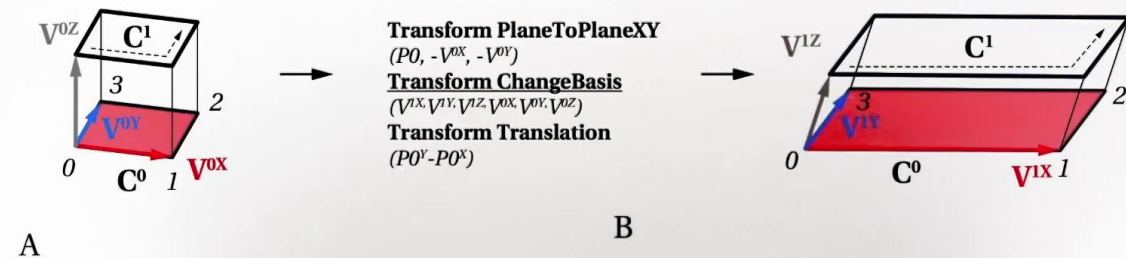 V⁰ᶻ
C¹
3
2
V⁰ʸ
0
V⁰ˣ
C⁰
1
A
Transform PlaneToPlaneXY
(P0, -V⁰ˣ, -V⁰ʸ)
Transform ChangeBasis
(V¹ˣ,V¹ʸ,V¹ᶻ,V⁰ˣ,V⁰ʸ,V⁰ᶻ)
Transform Translation
(P0ʸ-P0ˣ)
B
V¹ᶻ
C¹
3
2
V¹ʸ
0
C⁰
V¹ˣ
1